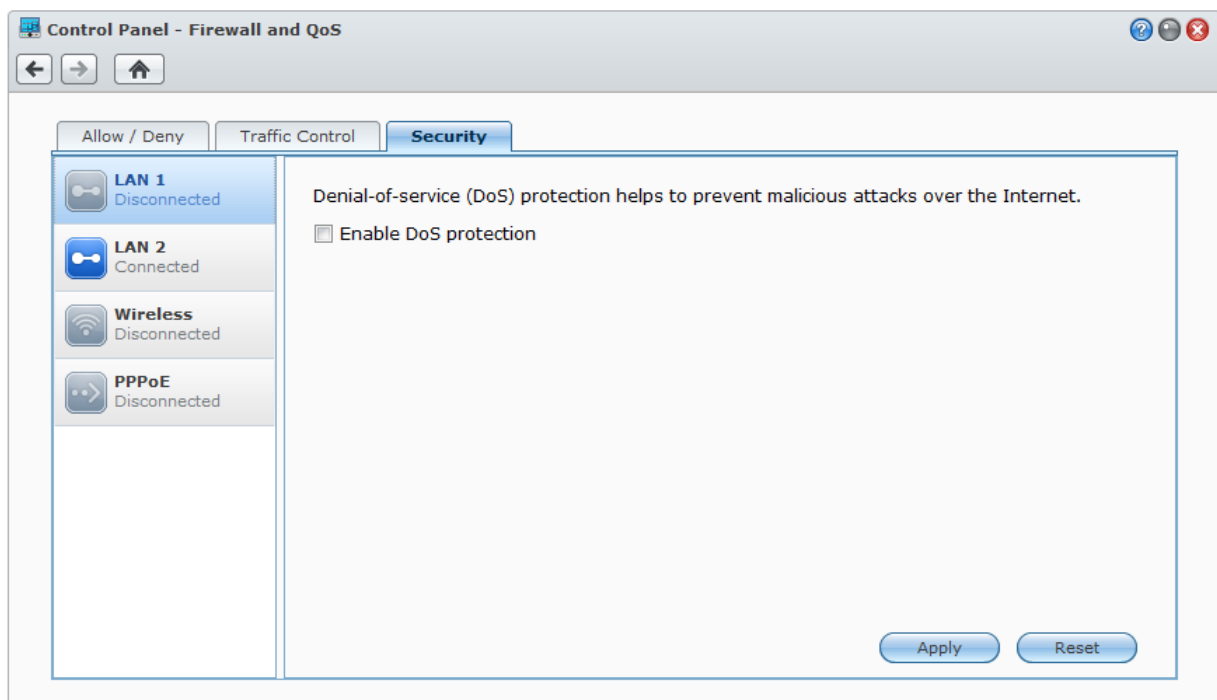 Control Panel - Firewall and QoS
Allow / Deny
Traffic Control
Security
LAN 1
Disconnected
LAN 2
Connected
Wireless
Disconnected
PPPoE
Disconnected
Denial-of-service (DoS) protection helps to prevent malicious attacks over the Internet.
Enable DoS protection
Apply
Reset